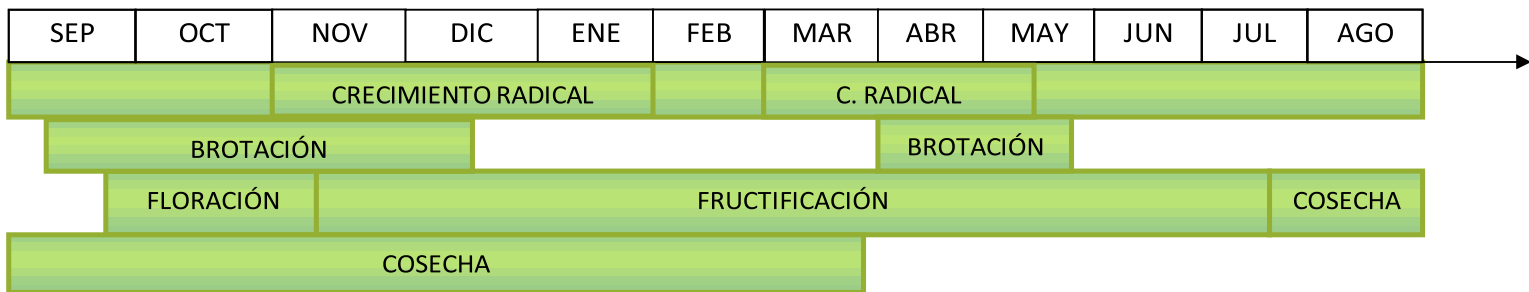 SEP OCT NOV DIC ENE FEB MAR ABR MAY JUN JUL AGO
CRECIMIENTO RADICAL C. RADICAL
BROTACIÓN BROTACIÓN
FLORACIÓN FRUCTIFICACIÓN COSECHA
COSECHA